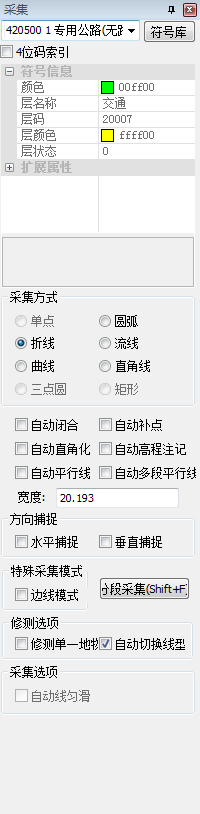 采集
420500 1 专用公路(无路
符号库
4位码索引
符号信息
颜色 00ff00
层名称 交通
层码 20007
层颜色 ffff00
层状态 0
扩展属性
采集方式
单点 圆弧
折线 流线
曲线 直角线
三点圆 矩形
自动闭合 自动补点
自动直角化 自动高程注记
自动平行线 自动多段平行线
宽度: 20.193
方向捕捉
水平捕捉 垂直捕捉
特殊采集模式
边线模式 分段采集(Shift+F
修测选项
修测单一地物 自动切换线型
采集选项
自动线匀滑